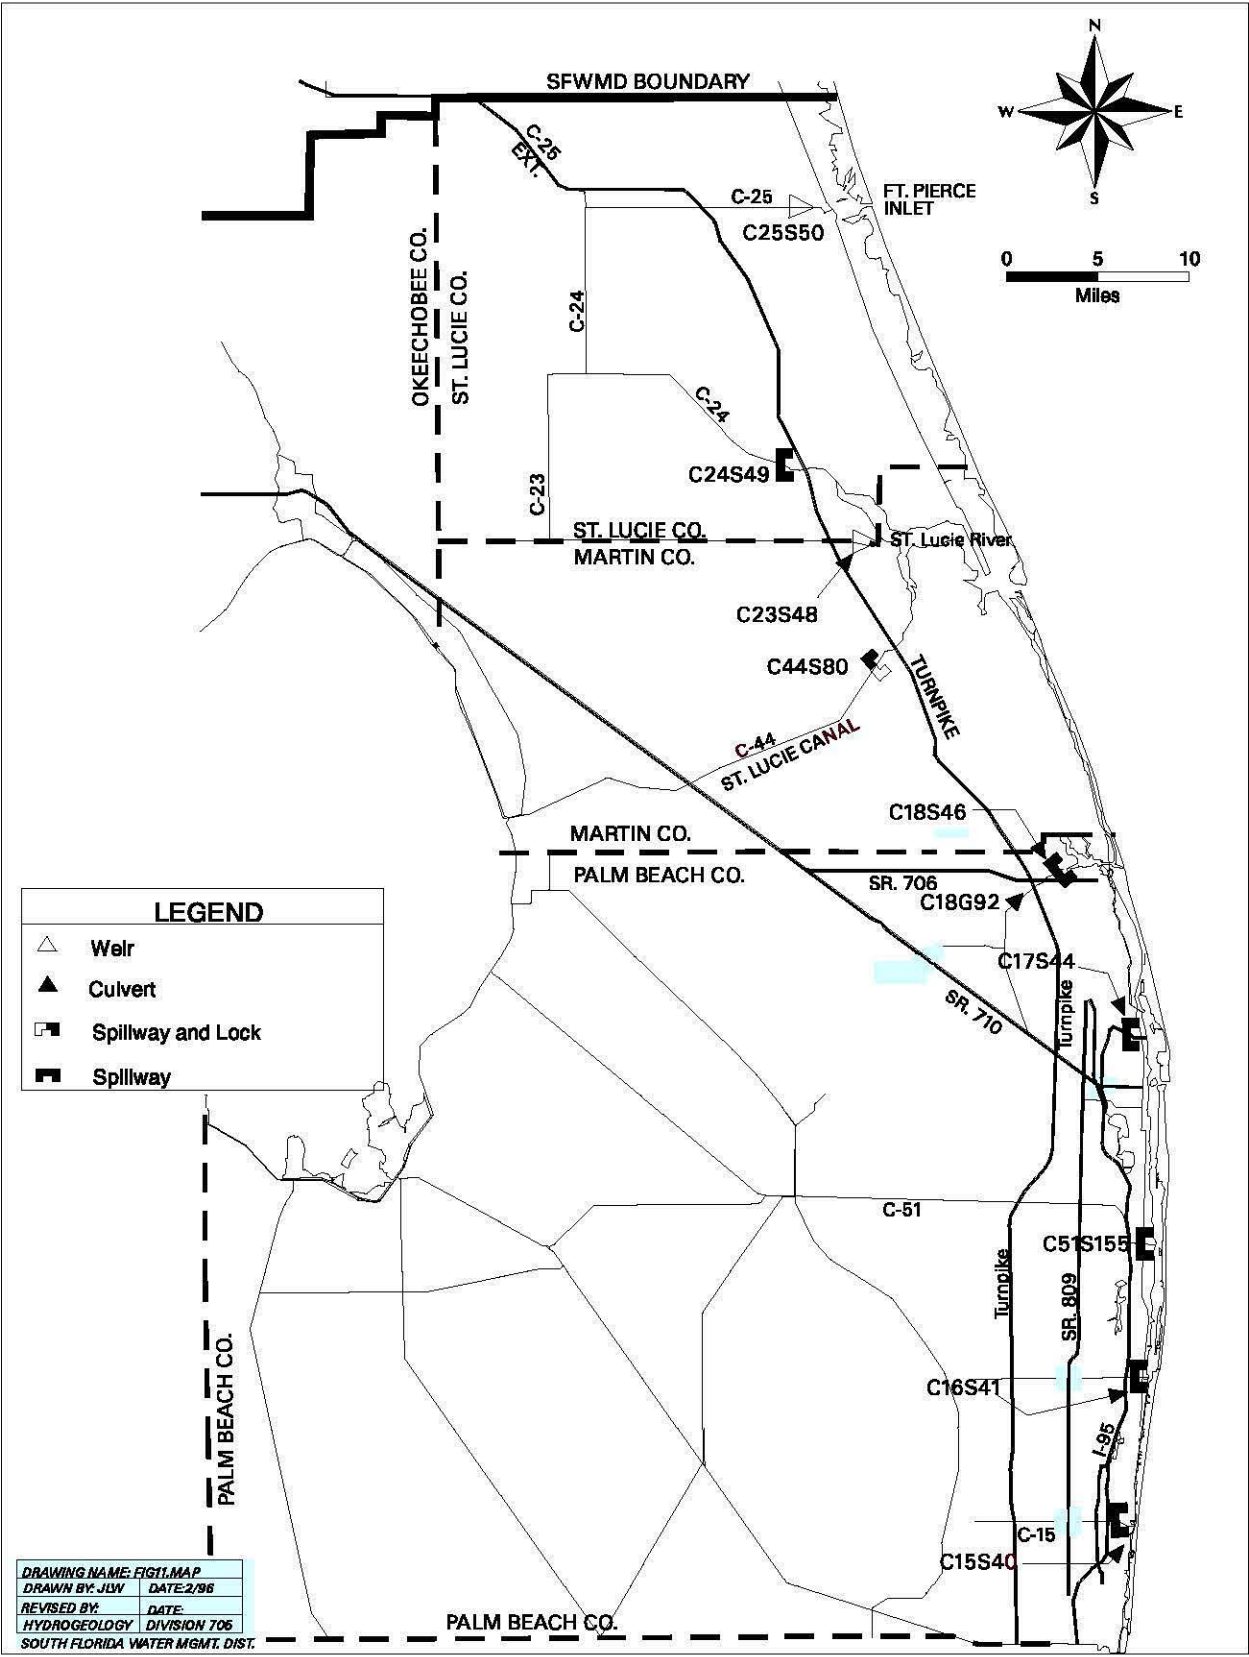 SFWMD BOUNDARY
N
W
E
S
C-25
EXT.
C-25
C25S50
FT. PIERCE
INLET
0 5 10
Miles
OKEECHOBEE CO.
ST. LUCIE CO.
C-24
C-24
C24S49
C-23
ST. LUCIE CO.
MARTIN CO.
ST. Lucie River
C23S48
C44S80
TURNPIKE
C-44
ST. LUCIE CANAL
C18S46
MARTIN CO.
PALM BEACH CO.
SR. 706
C18G92
C17S44
SR. 710
Turnpike
LEGEND
Weir
Culvert
Spillway and Lock
Spillway
C-51
C51S155
Turnpike
SR. 809
C16S41
I-95
PALM BEACH CO.
C-15
C15S40
PALM BEACH CO.
DRAWING NAME: FIG11.MAP
DRAWN BY: JLW DATE:2/96
REVISED BY: DATE:
HYDROGEOLOGY DIVISION 705
SOUTH FLORIDA WATER MGMT. DIST.